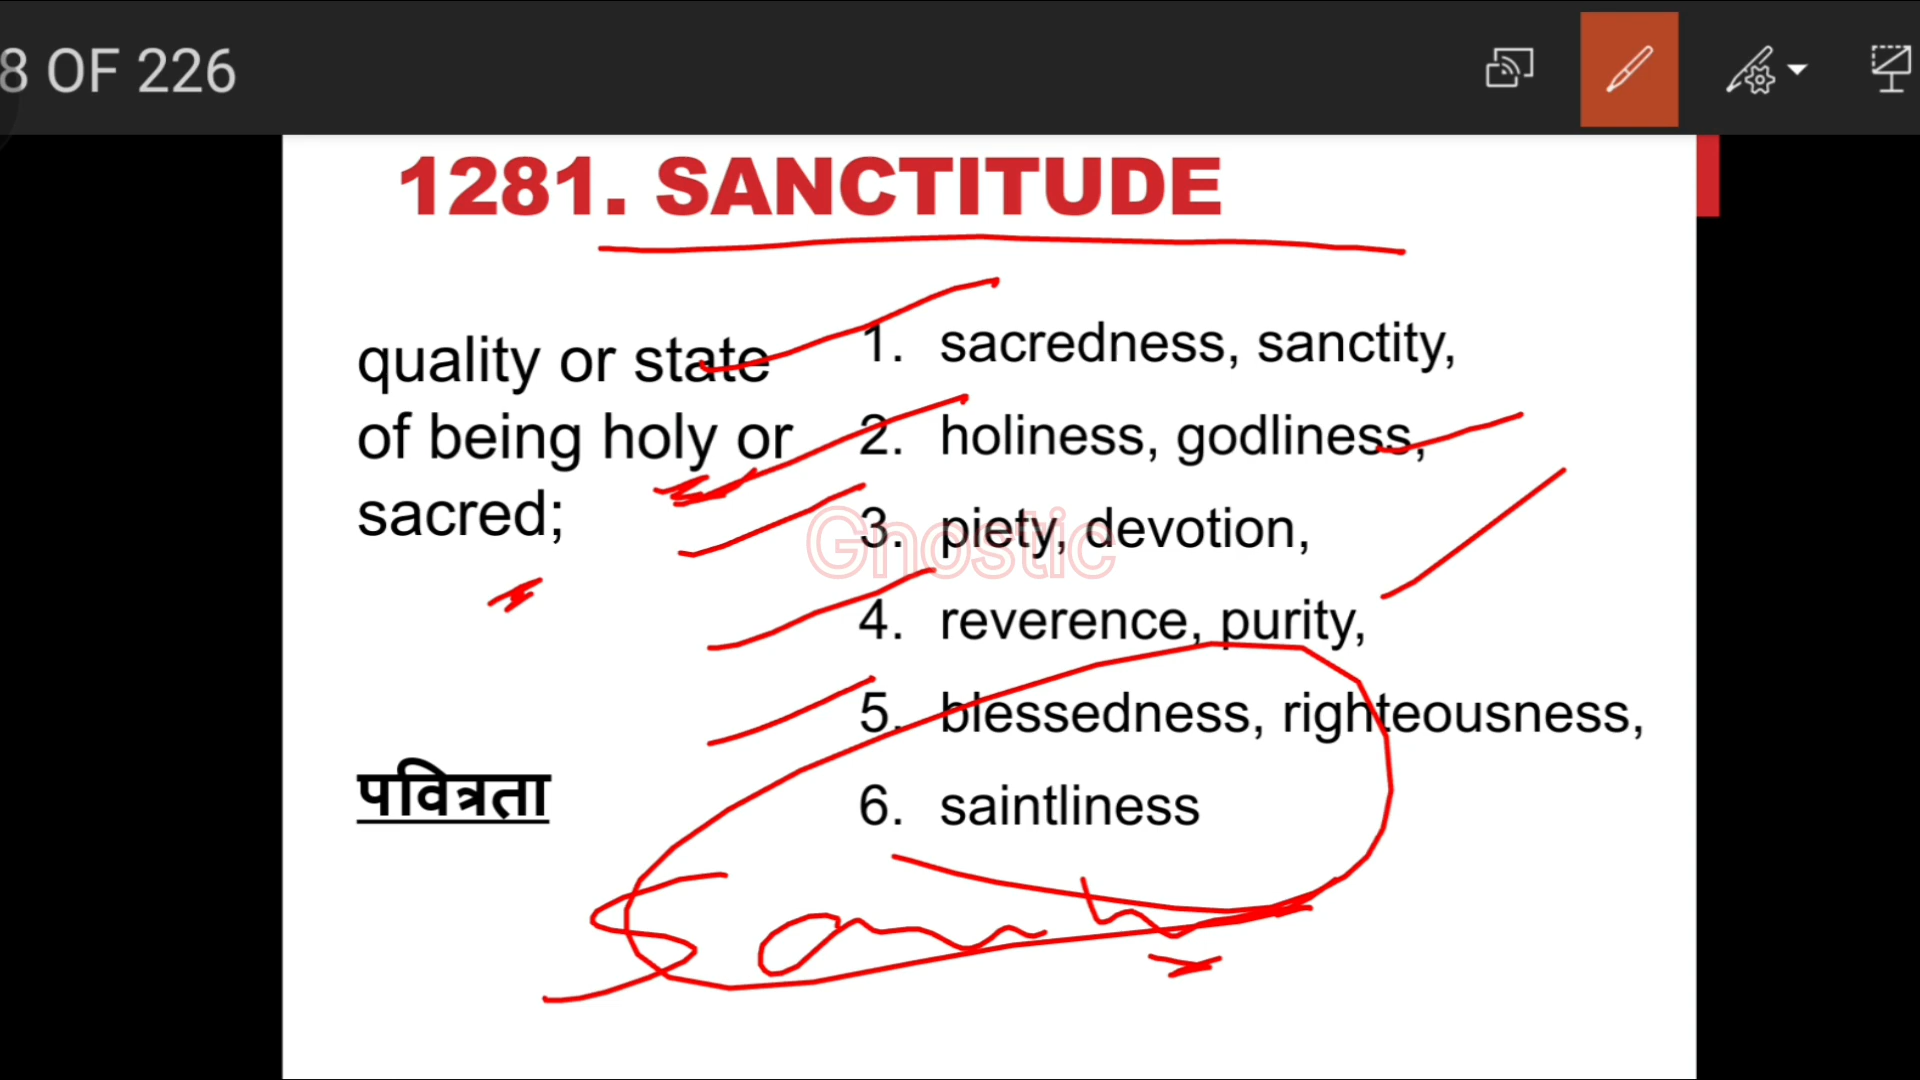 8 OF 226
1281. SANCTITUDE
quality or state
of being holy or
sacred;
पवित्रता
1. sacredness, sanctity,
2. holiness, godliness,
3. piety, devotion,
4. reverence, purity,
5. blessedness, righteousness,
6. saintliness
Gnostic